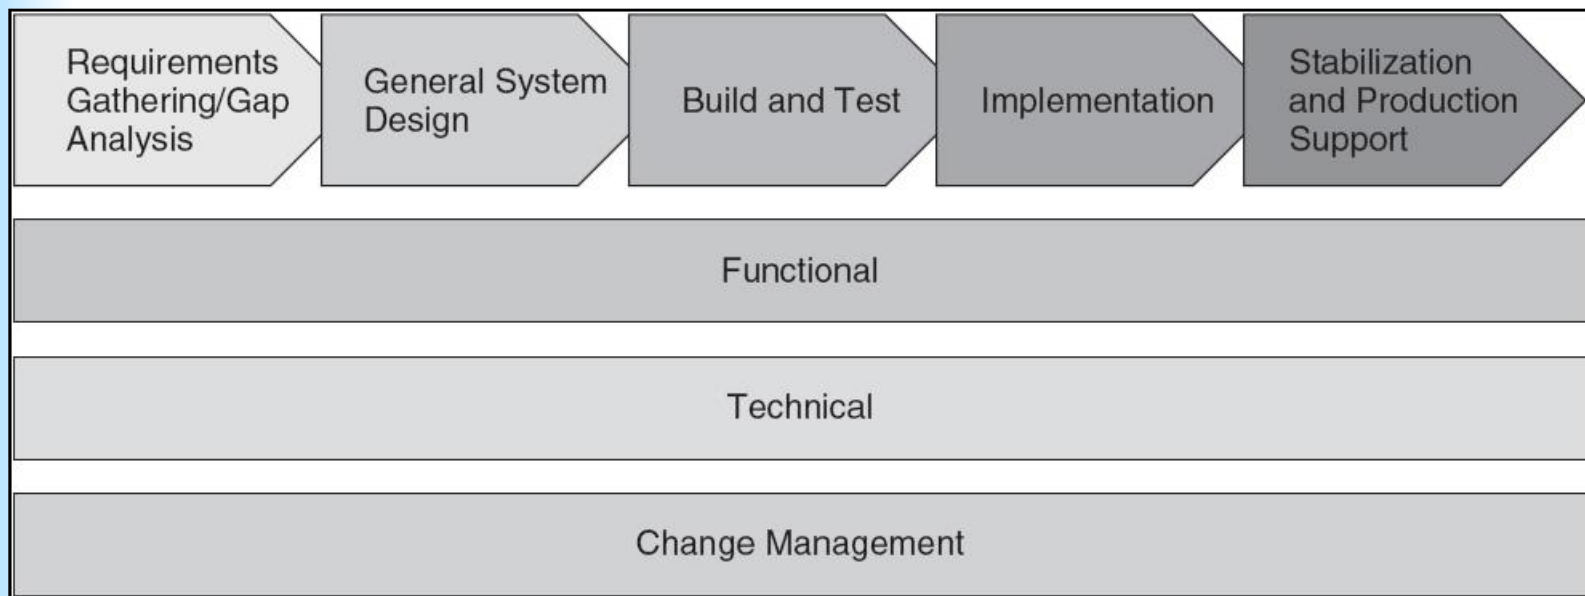 Requirements
Gathering/Gap
Analysis
General System
Design
Build and Test
Implementation
Stabilization
and Production
Support
Functional
Technical
Change Management